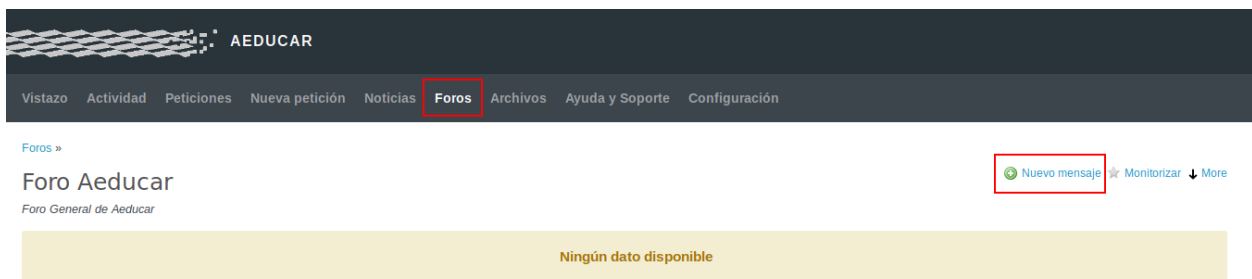 AEDUCAR
Vistazo Actividad Peticiones Nueva petición Noticias Foros Archivos Ayuda y Soporte Configuración
Foros »
Nuevo mensaje Monitorizar More
Foro Aeducar
Foro General de Aeducar
Ningún dato disponible